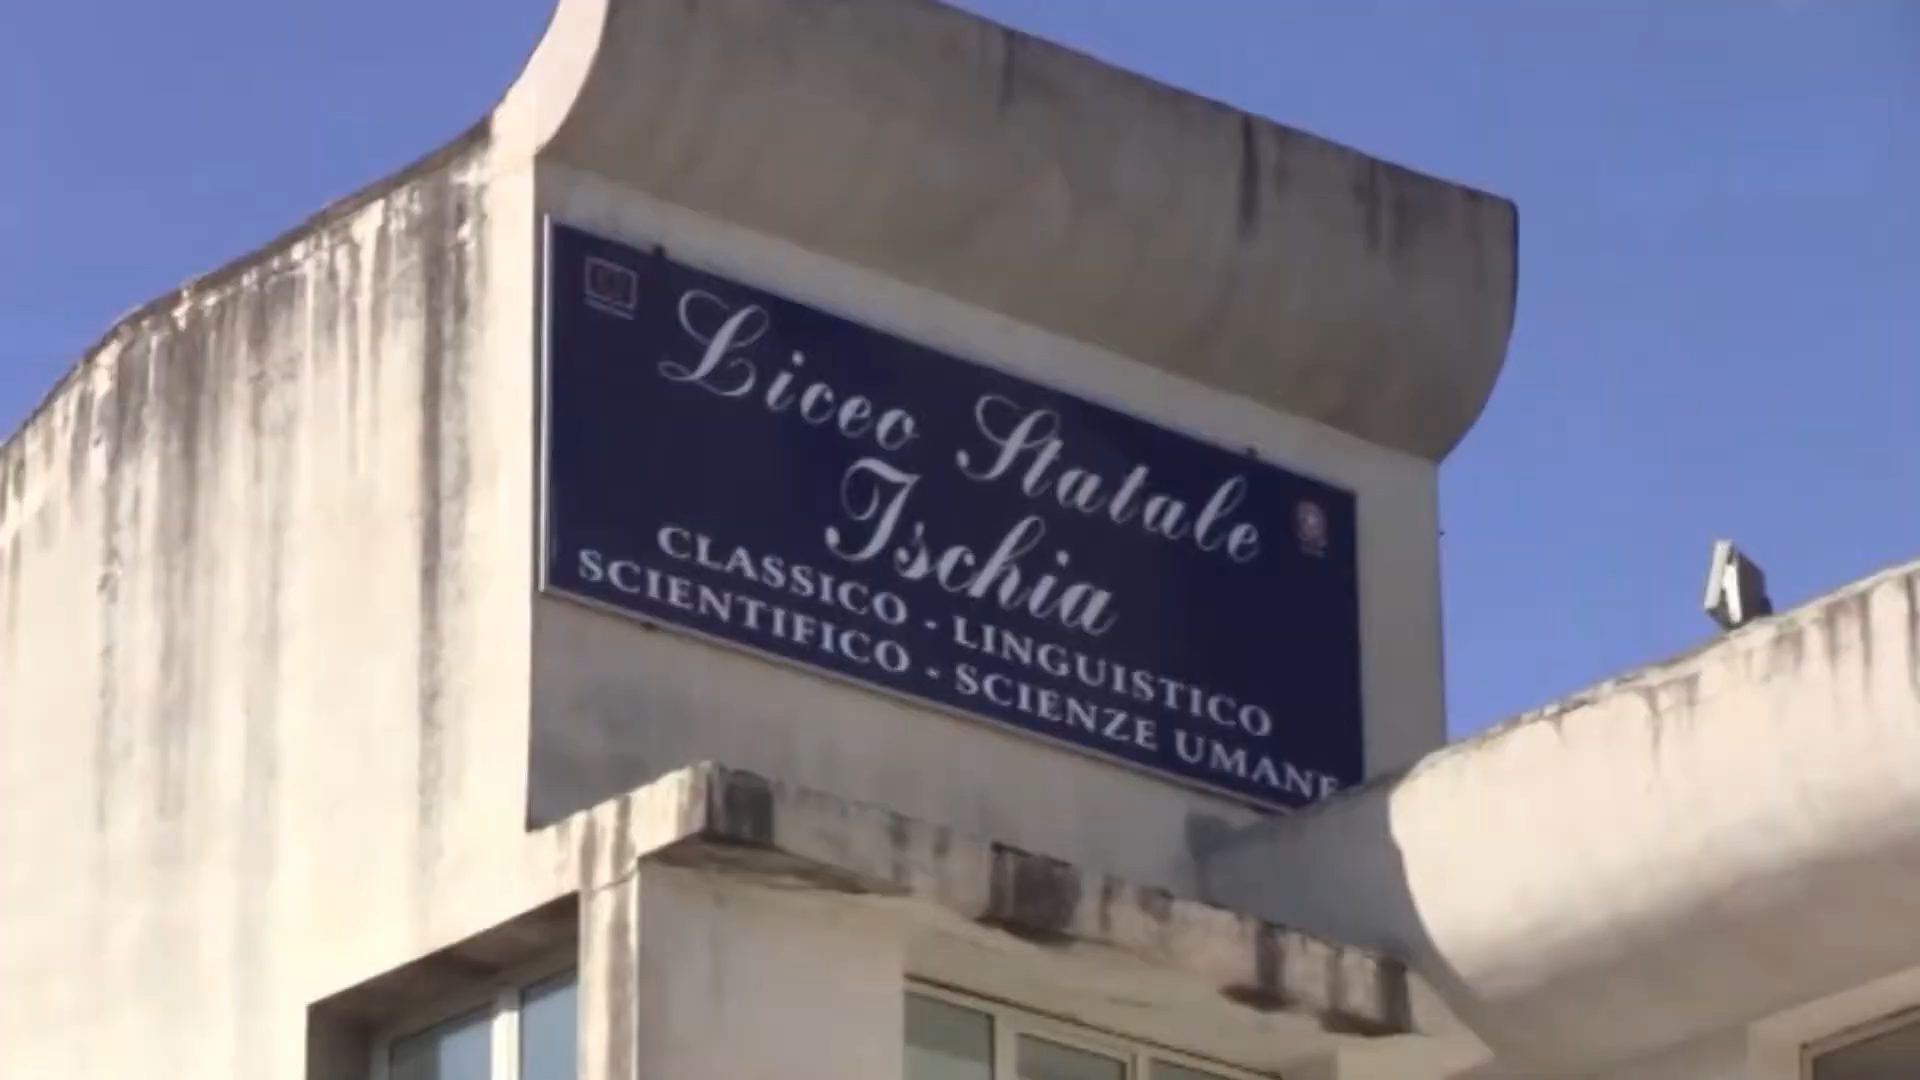 Liceo Statale
Ischia
CLASSICO - LINGUISTICO
SCIENTIFICO - SCIENZE UMANE